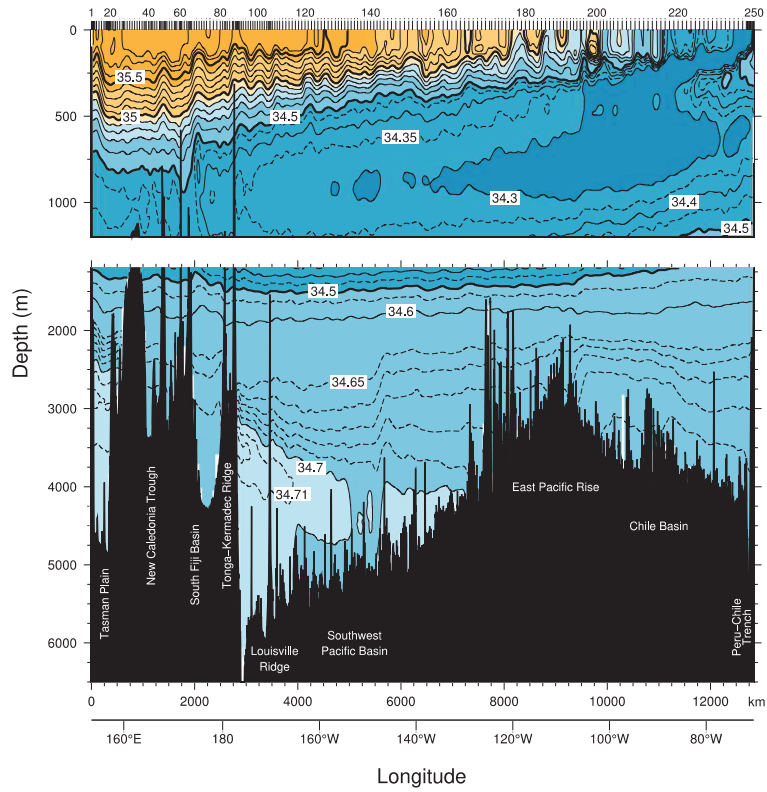 1 20 40 60 80 90 100 120 140 160 180 200 220 250
0
35.5
35
34.5
34.35
500
34.3
34.4
1000
34.5
34.5
34.6
2000
34.65
3000
34.7
34.71
4000
5000
6000
Depth (m)
Tasman Plain
New Caledonia Trough
South Fiji Basin
Tonga−Kermadec Ridge
Louisville
Ridge
Southwest
Pacific Basin
East Pacific Rise
Chile Basin
Peru−Chile
Trench
0 2000 4000 6000 8000 10000 12000 km
160°E 180 160°W 140°W 120°W 100°W 80°W
Longitude